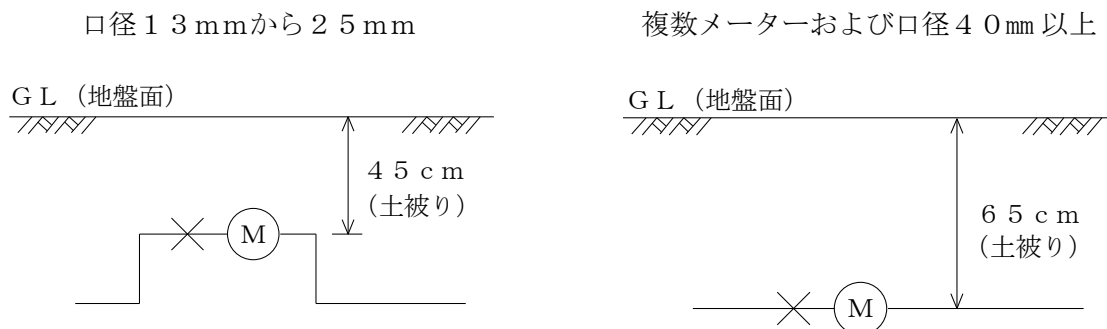 口径１３mmから２５mm
ＧＬ（地盤面）
４５ｃｍ
（土被り）
M
複数メーターおよび口径４０㎜以上
ＧＬ（地盤面）
６５ｃｍ
（土被り）
M